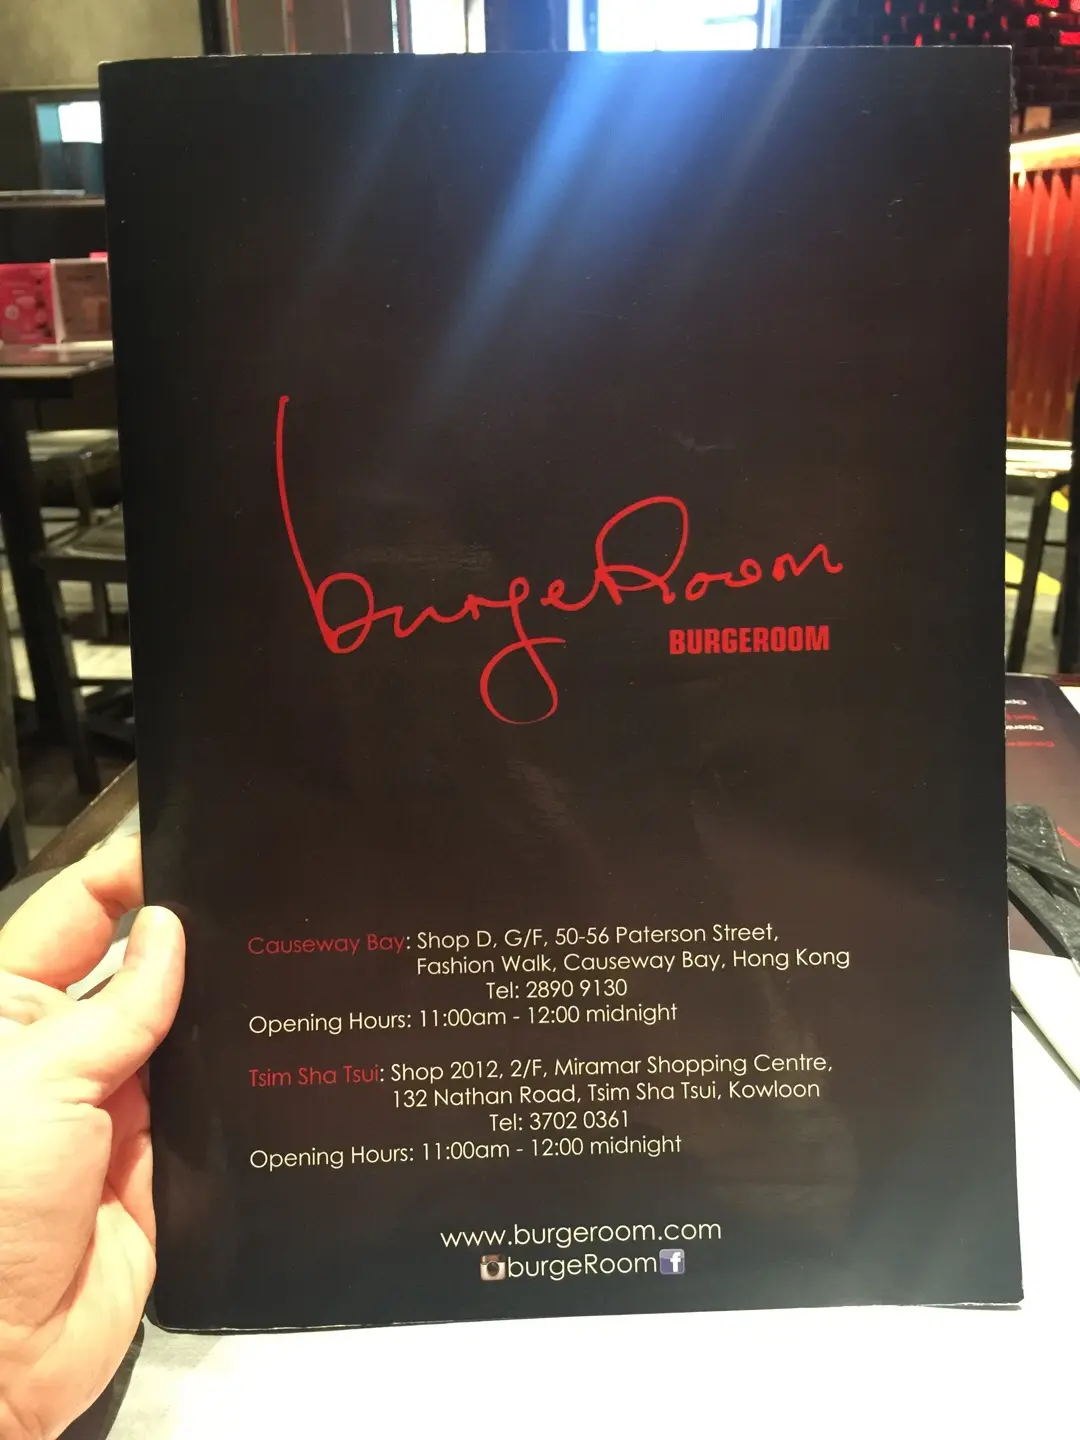 burgeRoom
BURGEROOM
Causeway Bay: Shop D, G/F, 50-56 Paterson Street,
Fashion Walk, Causeway Bay, Hong Kong
Tel: 2890 9130
Opening Hours: 11:00am - 12:00 midnight
Tsim Sha Tsui: Shop 2012, 2/F, Miramar Shopping Centre,
132 Nathan Road, Tsim Sha Tsui, Kowloon
Tel: 3702 0361
Opening Hours: 11:00am - 12:00 midnight
www.burgeroom.com
burgeRoom